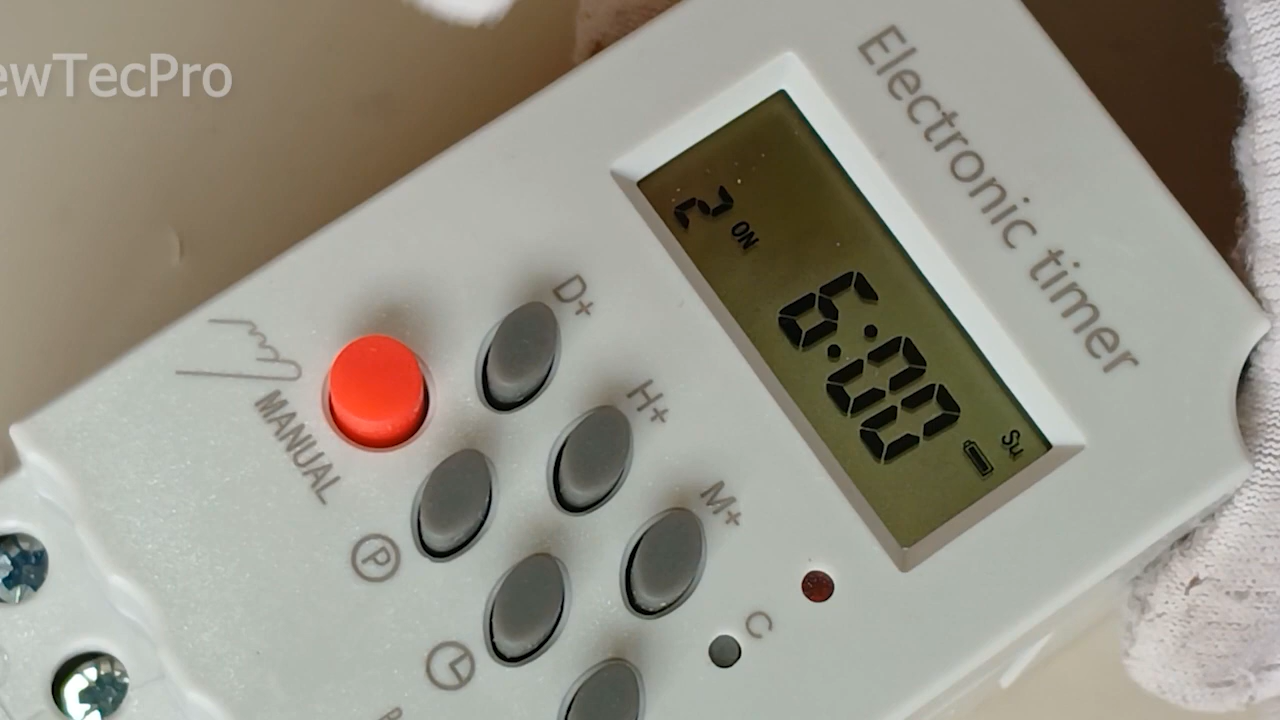 ewTecPro
Electronic timer
2 ON
6:00
Su
D+
H+
M+
MANUAL
P
C